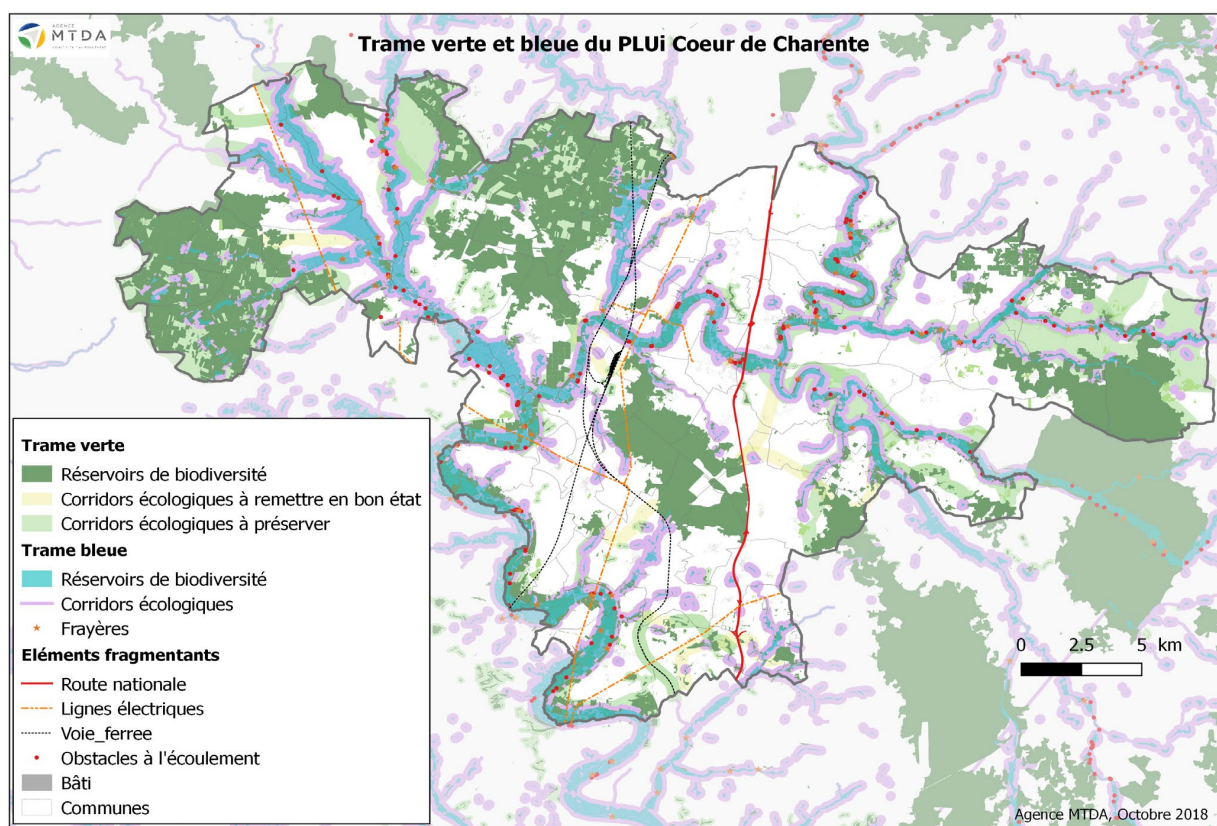 AGENCE
MTDA
Trame verte et bleue du PLUi Coeur de Charente
Trame verte
Réservoirs de biodiversité
Corridors écologiques à remettre en bon état
Corridors écologiques à préserver
Trame bleue
Réservoirs de biodiversité
Corridors écologiques
Frayères
Eléments fragmentants
Route nationale
Lignes électriques
Voie_ferree
Obstacles à l'écoulement
Bâti
Communes
0 2.5 5 km
Agence MTDA, Octobre 2018